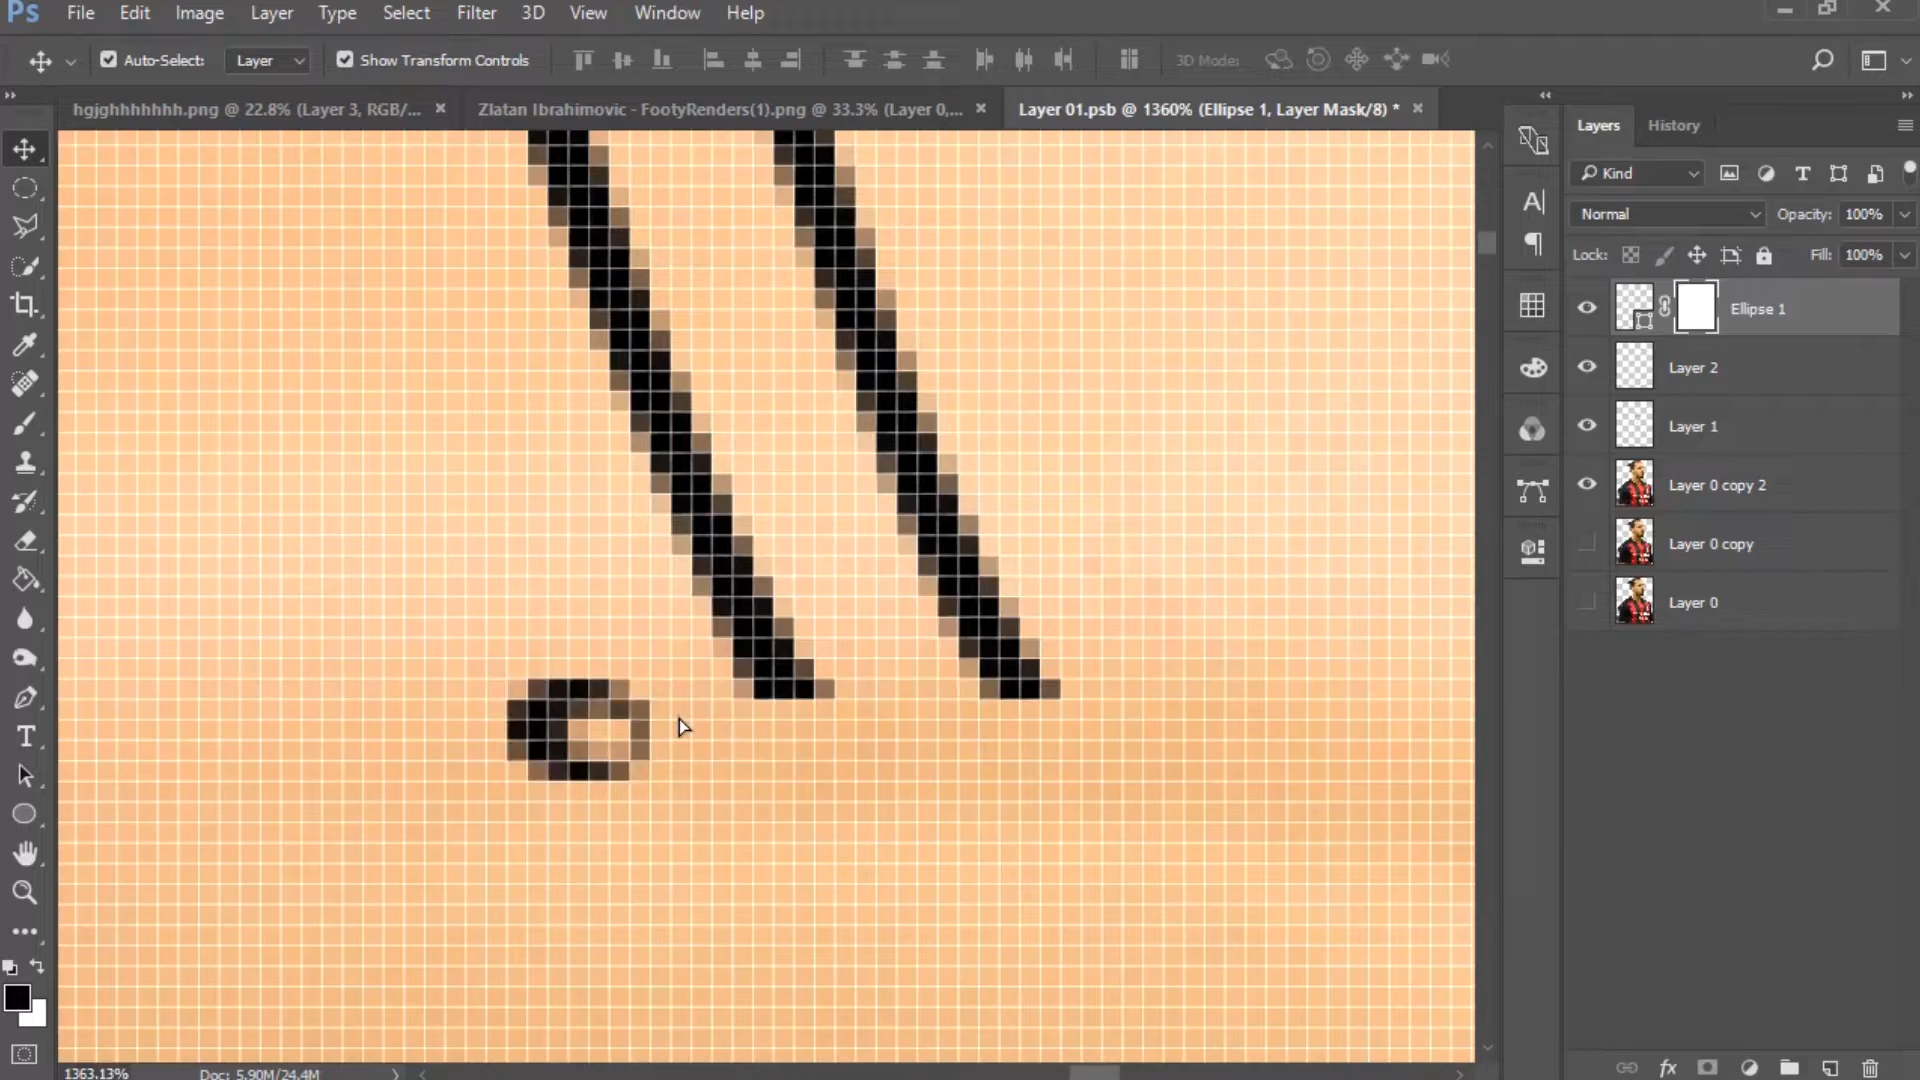 Ps File Edit Image Layer Type Select Filter 3D View Window Help
Auto-Select: Layer Show Transform Controls 3D Mode:
hgjghhhhhhh.png @ 22.8% (Layer 3, RGB/... × Zlatan Ibrahimovic - FootyRenders(1).png @ 33.3% (Layer 0,... × Layer 01.psb @ 1360% (Ellipse 1, Layer Mask/8) * ×
Layers History
Kind
Normal Opacity: 100%
Lock: Fill: 100%
Ellipse 1
Layer 2
Layer 1
Layer 0 copy 2
Layer 0 copy
Layer 0
1363.13% Doc: 5.90M/24.4M